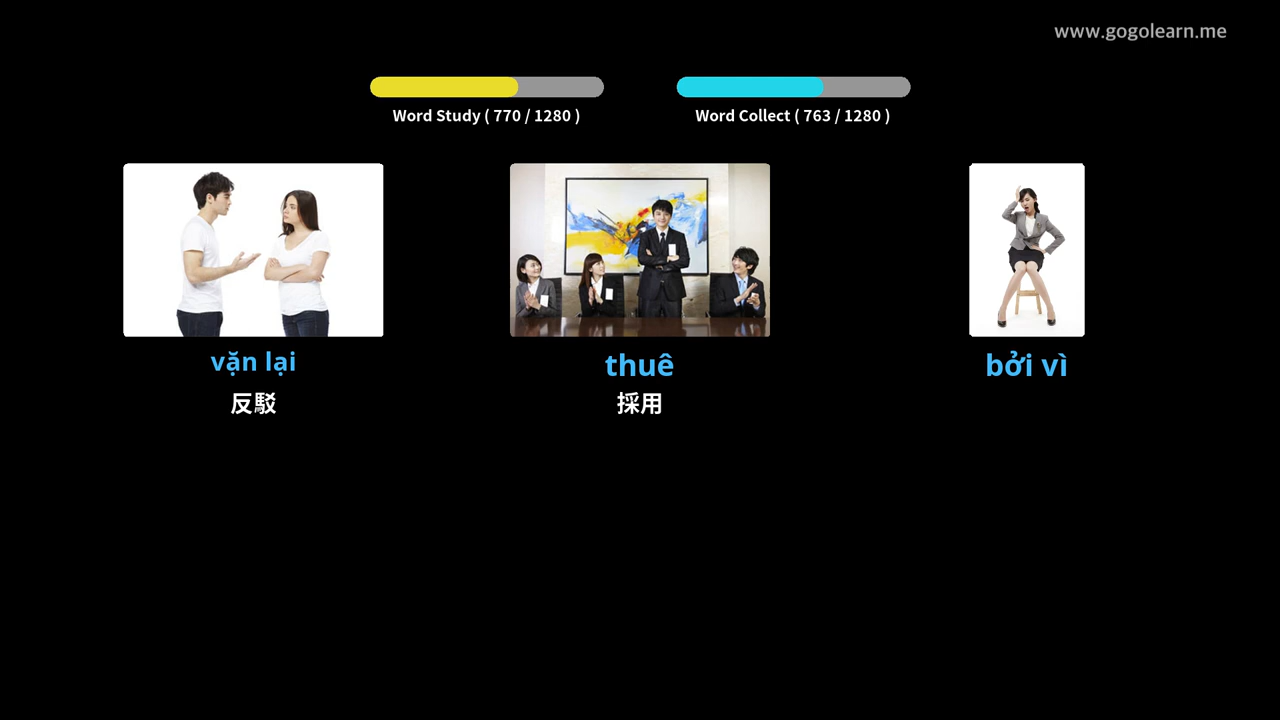 www.gogolearn.me
Word Study ( 770 / 1280 )
Word Collect ( 763 / 1280 )
vặn lại
thuê
bởi vì
反駁
採用